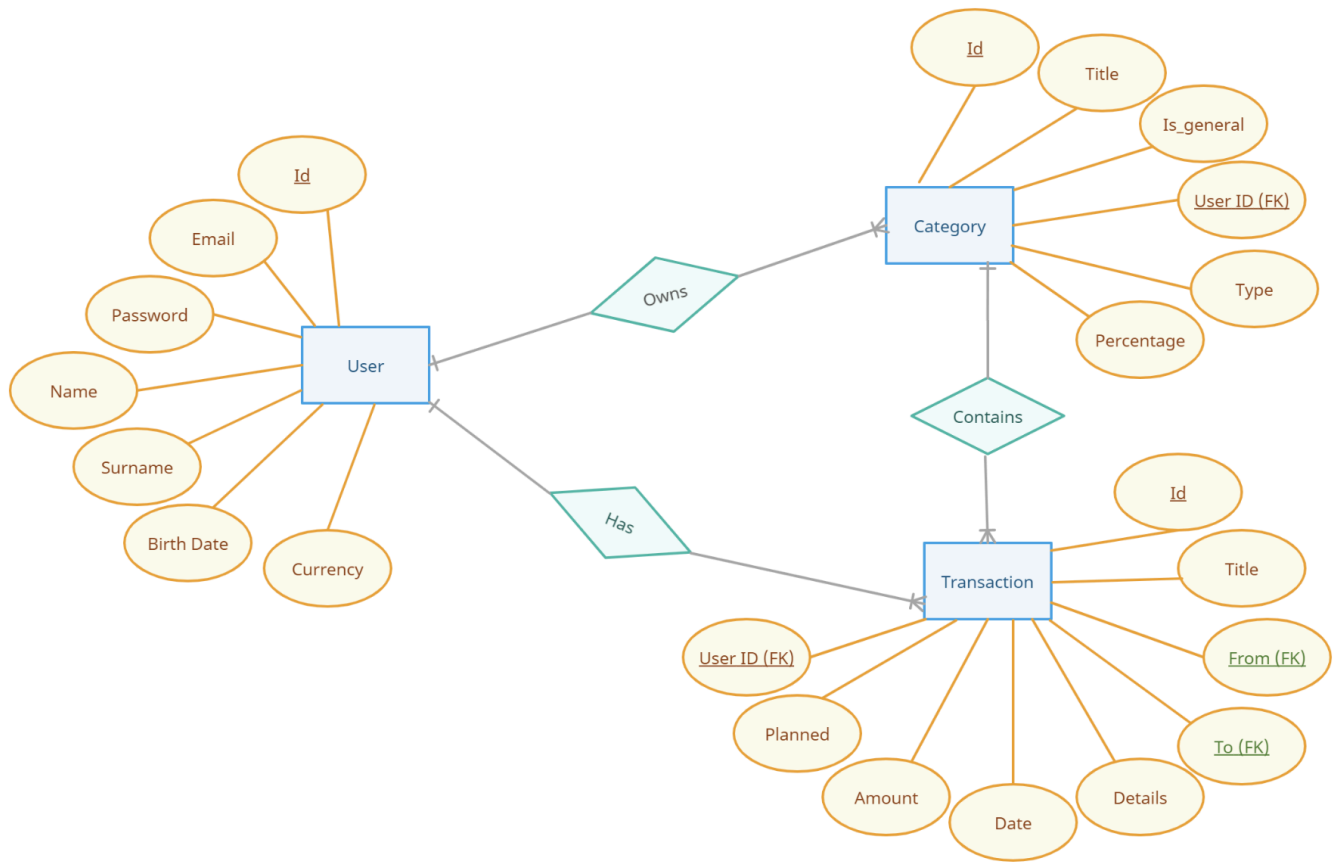 Id
Title
Is_general
User ID (FK)
Category
Type
Percentage
Id
Email
Password
Name
Surname
Birth Date
Currency
User
Owns
Has
Contains
Id
Title
Transaction
From (FK)
To (FK)
User ID (FK)
Planned
Amount
Date
Details